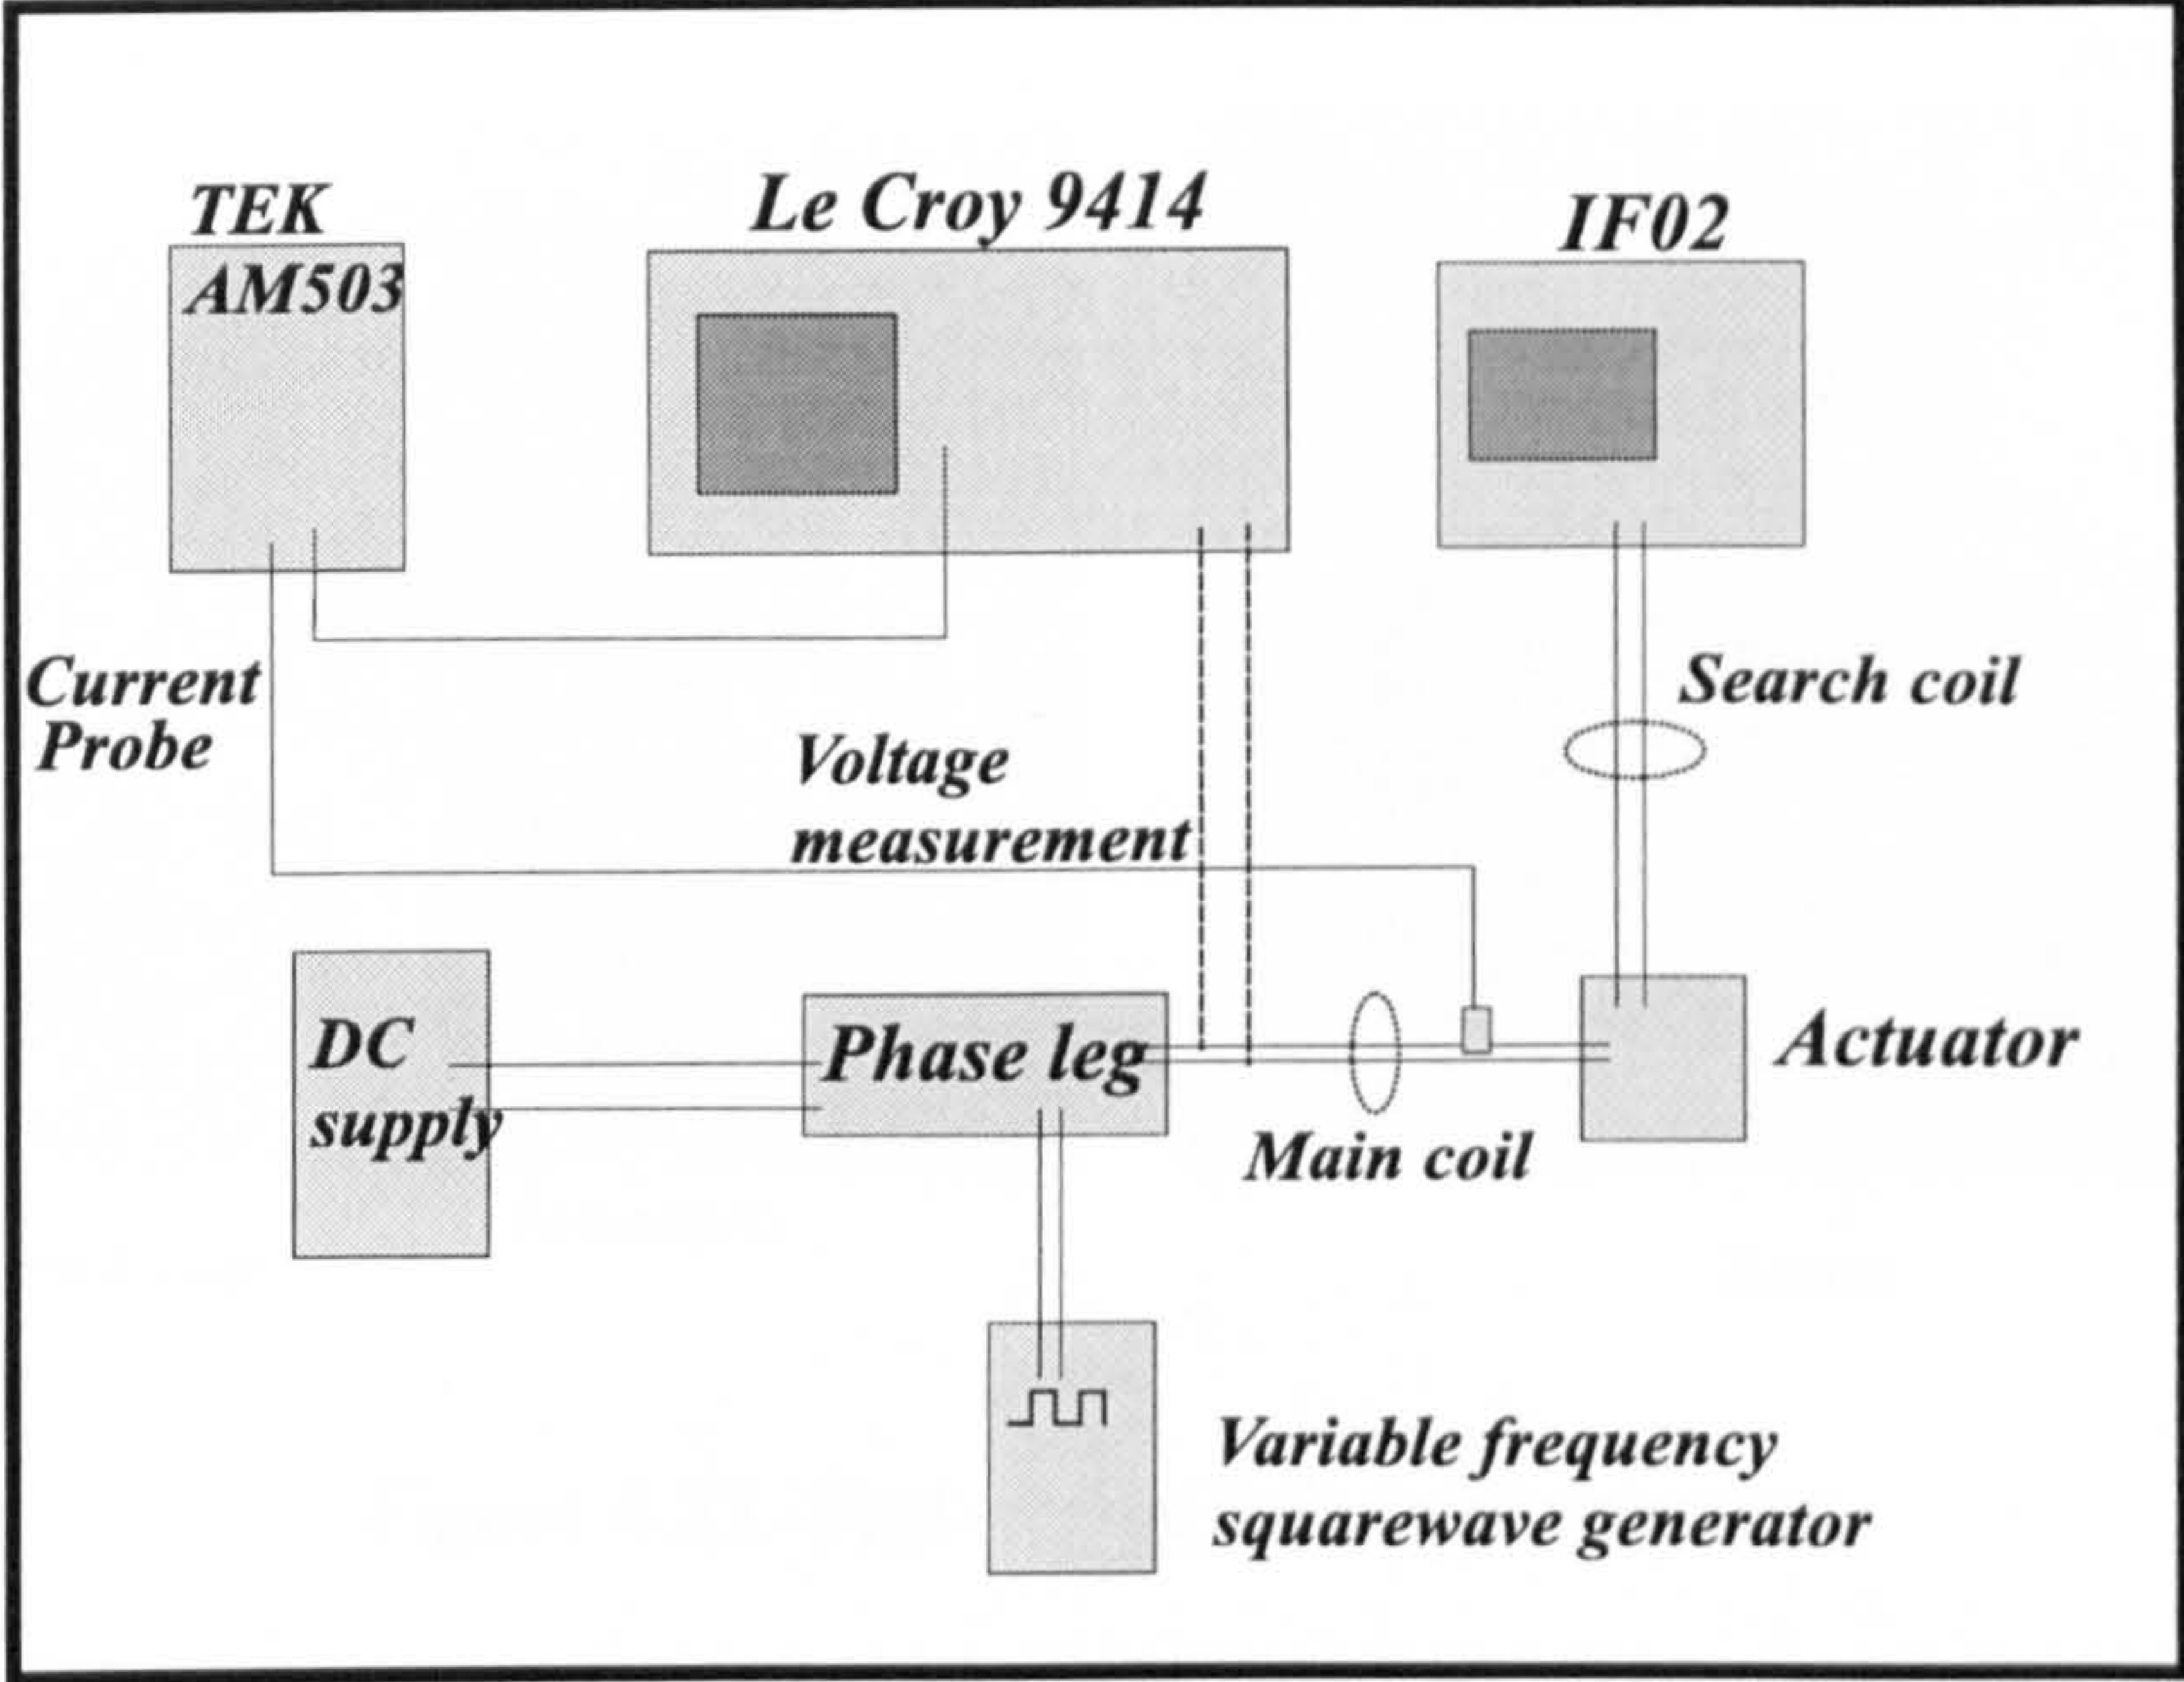 TEK
AM503
Le Croy 9414
IF02
Current
Probe
Search coil
Voltage
measurement
DC
supply
Phase leg
Actuator
Main coil
Variable frequency
squarewave generator